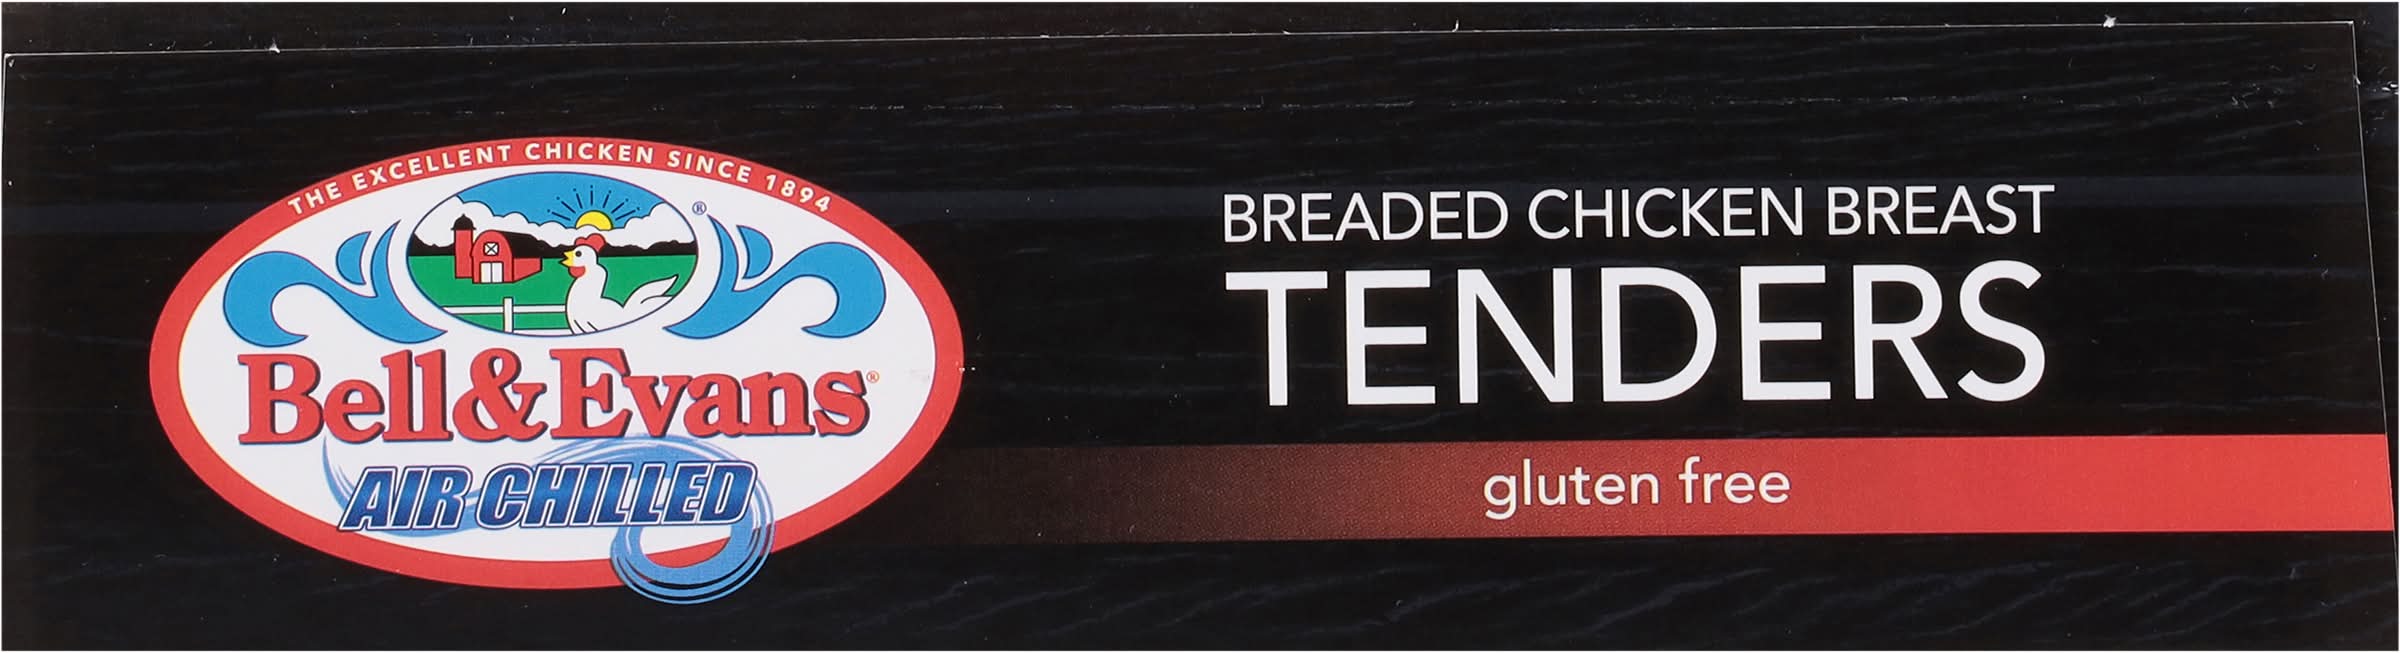 THE EXCELLENT CHICKEN SINCE 1894
®
Bell & Evans®
AIR CHILLED
BREADED CHICKEN BREAST
TENDERS
gluten free